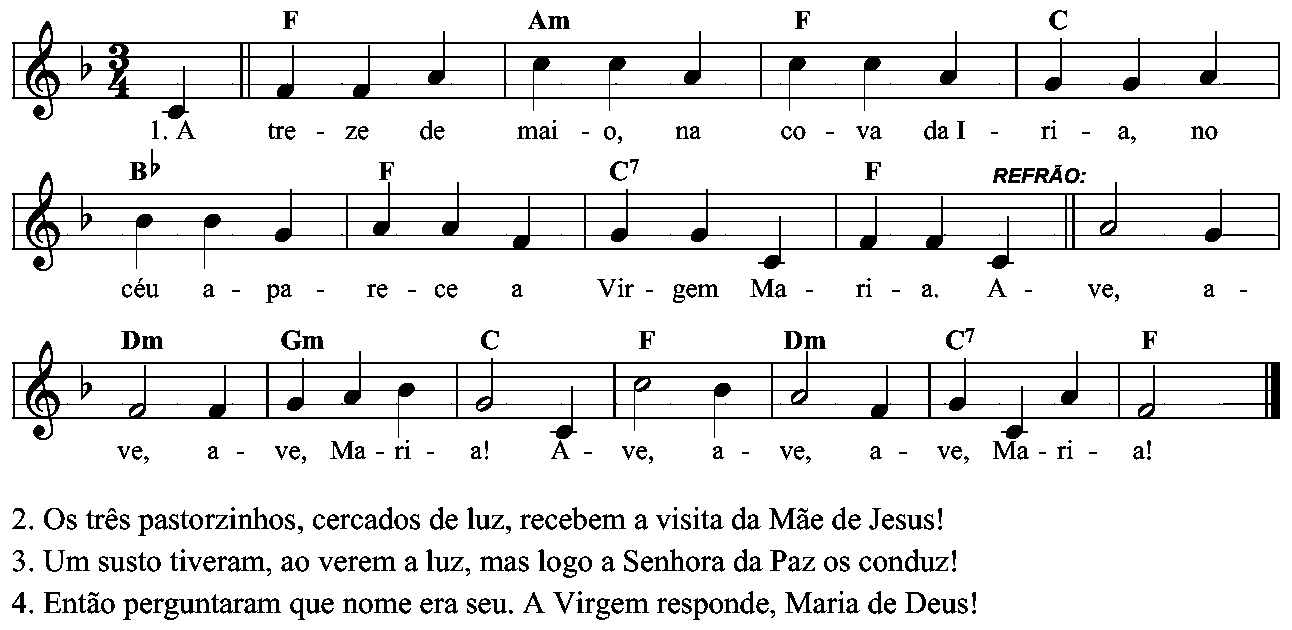 F Am F C
3
4
1. A tre - ze de mai - o, na co - va da I - ri - a, no
B♭ F C7 F REFRÃO:
céu a - pa - re - ce a Vir - gem Ma - ri - a. A - ve, a -
Dm Gm C F Dm C7 F
ve, a - ve, Ma - ri - a! A - ve, a - ve, a - ve, Ma - ri - a!
2. Os três pastorzinhos, cercados de luz, recebem a visita da Mãe de Jesus!
3. Um susto tiveram, ao verem a luz, mas logo a Senhora da Paz os conduz!
4. Então perguntaram que nome era seu. A Virgem responde, Maria de Deus!